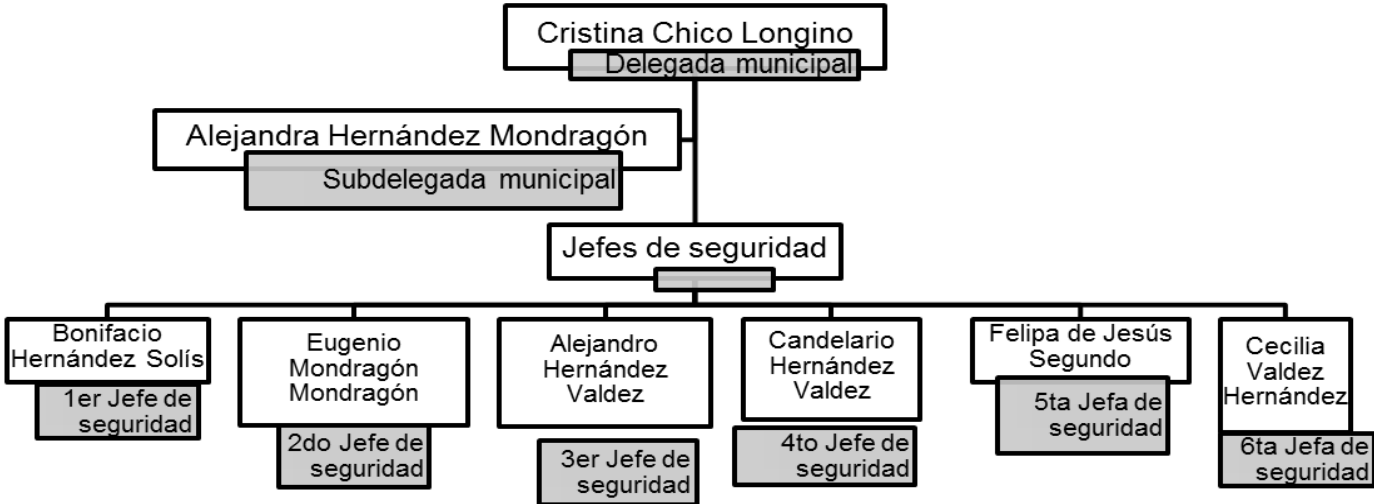 Cristina Chico Longino
Delegada municipal
Alejandra Hernández Mondragón
Subdelegada municipal
Jefes de seguridad
Bonifacio
Hernández Solís
1er Jefe de
seguridad
Eugenio
Mondragón
Mondragón
2do Jefe de
seguridad
Alejandro
Hernández
Valdez
3er Jefe de
seguridad
Candelario
Hernández
Valdez
4to Jefe de
seguridad
Felipa de Jesús
Segundo
5ta Jefa de
seguridad
Cecilia
Valdez
Hernández
6ta Jefa de
seguridad